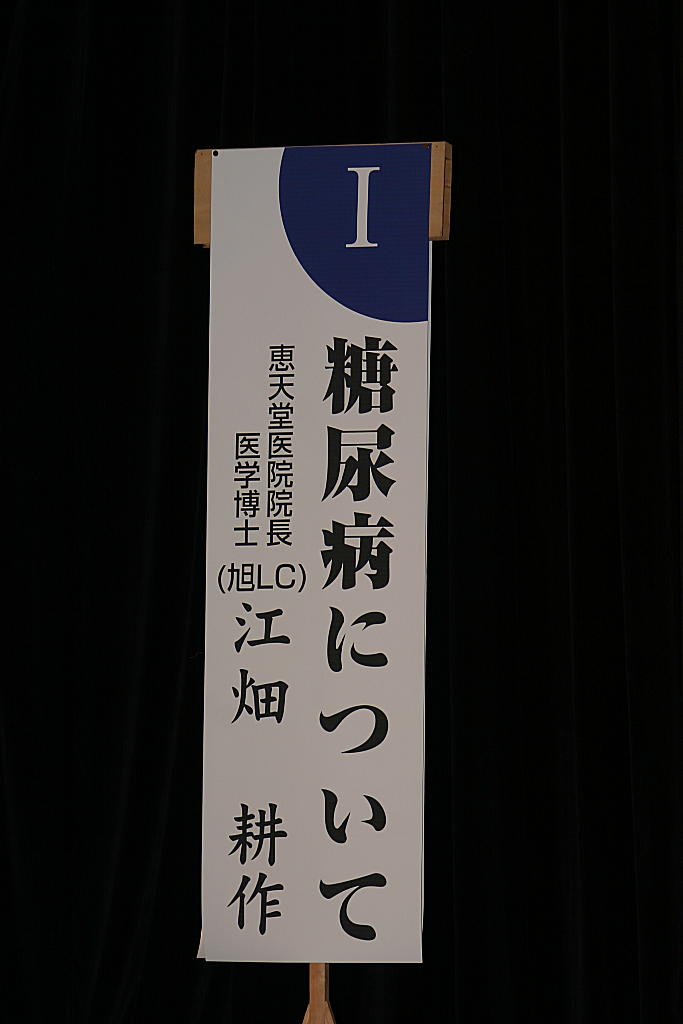 I
糖尿病について
恵天堂医院院長
医学博士
(旭LC)
江畑 耕作